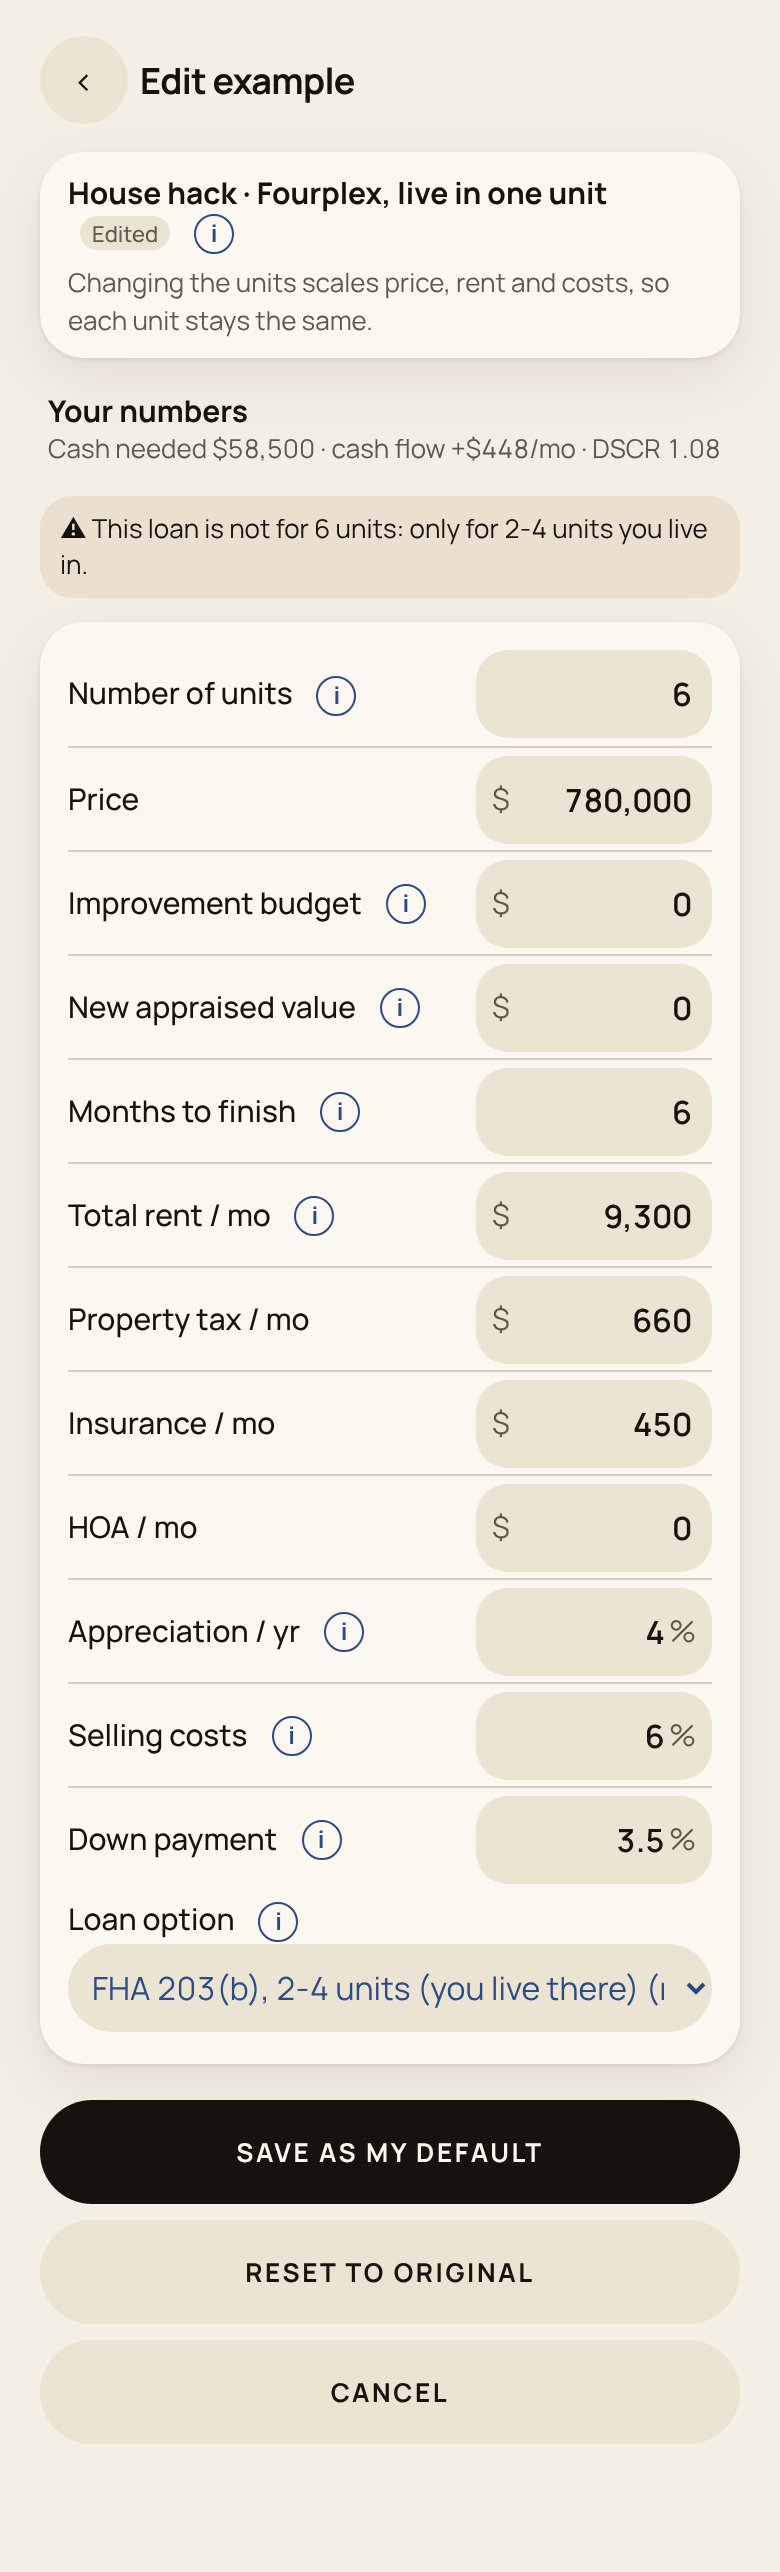 Edit example
House hack · Fourplex, live in one unit
Edited i
Changing the units scales price, rent and costs, so
each unit stays the same.
Your numbers
Cash needed $58,500 · cash flow +$448/mo · DSCR 1.08
⚠ This loan is not for 6 units: only for 2-4 units you live
in.
Number of units i 6
Price $ 780,000
Improvement budget i $ 0
New appraised value i $ 0
Months to finish i 6
Total rent / mo i $ 9,300
Property tax / mo $ 660
Insurance / mo $ 450
HOA / mo $ 0
Appreciation / yr i 4 %
Selling costs i 6 %
Down payment i 3.5 %
Loan option i
FHA 203(b), 2-4 units (you live there) (
SAVE AS MY DEFAULT
RESET TO ORIGINAL
CANCEL